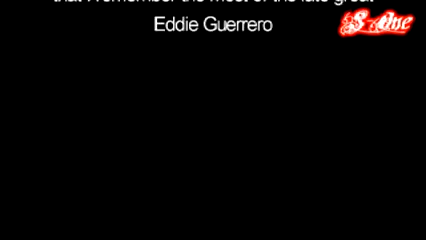 that I remember the most of the late great
Eddie Guerrero